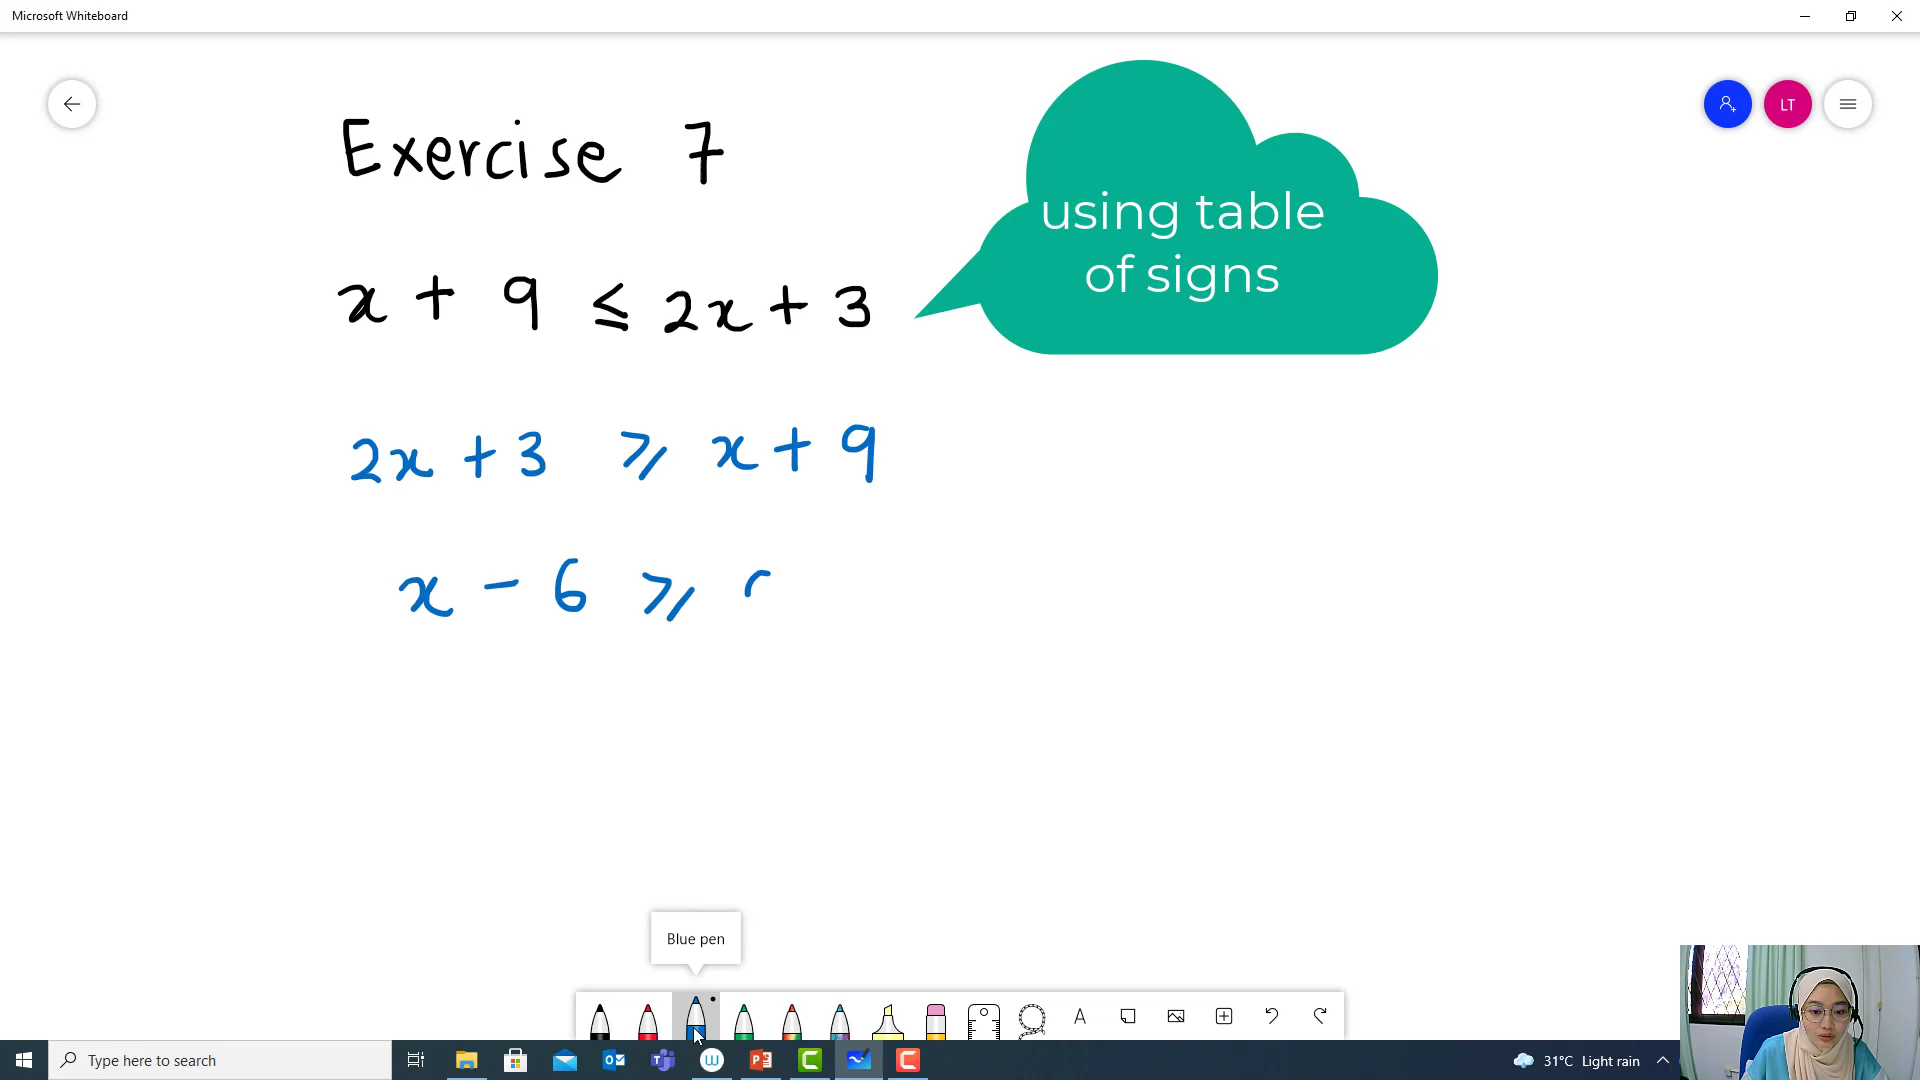 Microsoft Whiteboard
LT
Exercise 7
using table
of signs
x + 9 ≤ 2x + 3
2x + 3 ≥ x + 9
x - 6 ≥
Blue pen
Type here to search
31°C Light rain